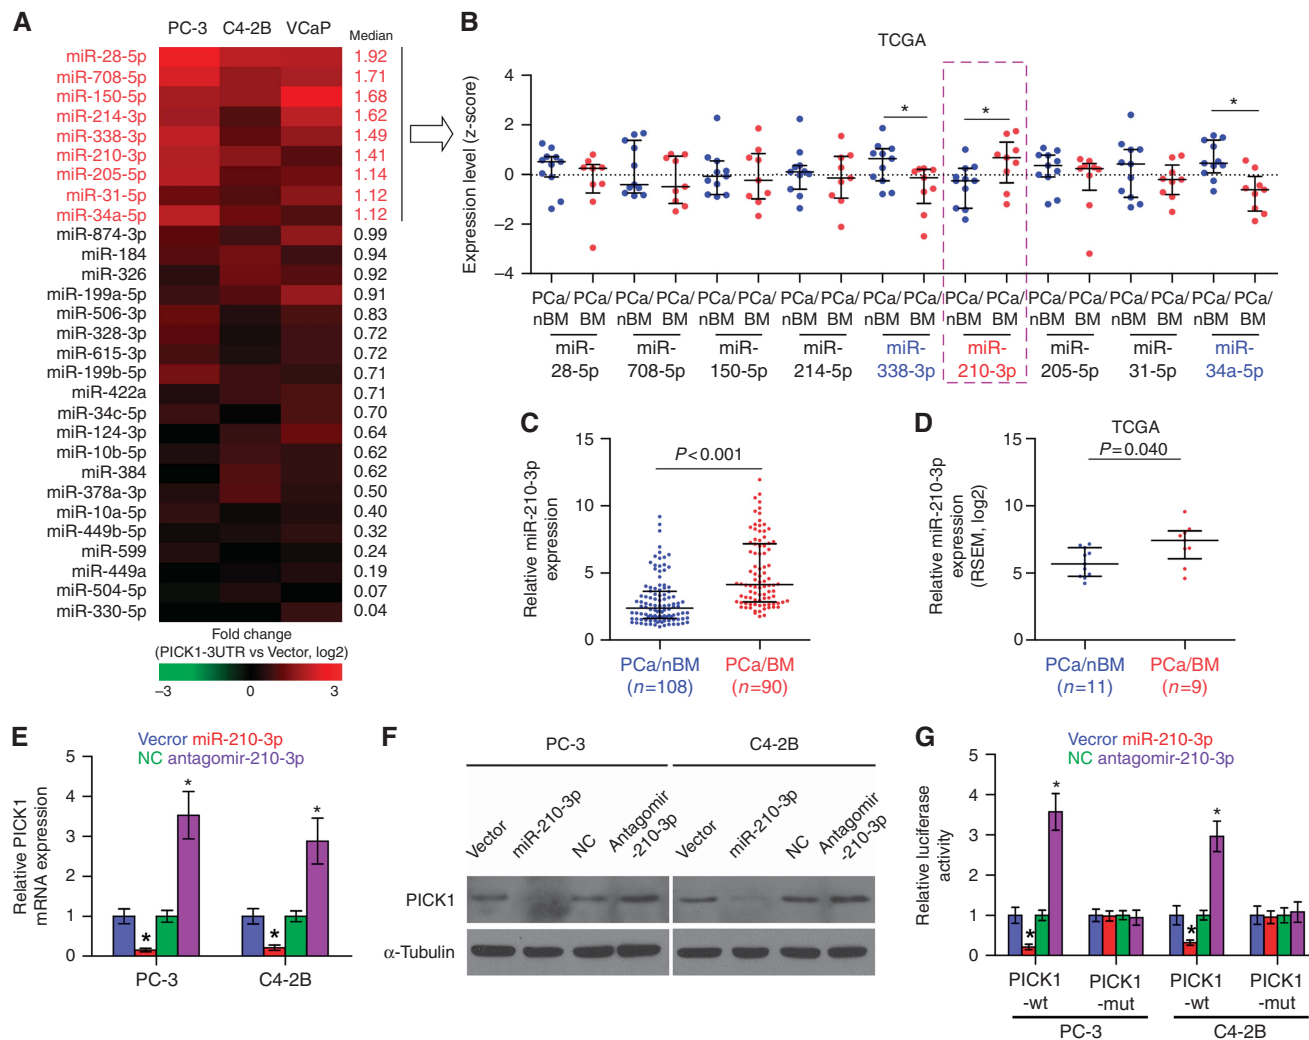 A
PC-3 C4-2B VCaP Median
miR-28-5p 1.92
miR-708-5p 1.71
miR-150-5p 1.68
miR-214-3p 1.62
miR-338-3p 1.49
miR-210-3p 1.41
miR-205-5p 1.14
miR-31-5p 1.12
miR-34a-5p 1.12
miR-874-3p 0.99
miR-184 0.94
miR-326 0.92
miR-199a-5p 0.91
miR-506-3p 0.83
miR-328-3p 0.72
miR-615-3p 0.72
miR-199b-5p 0.71
miR-422a 0.71
miR-34c-5p 0.70
miR-124-3p 0.64
miR-10b-5p 0.62
miR-384 0.62
miR-378a-3p 0.50
miR-10a-5p 0.40
miR-449b-5p 0.32
miR-599 0.24
miR-449a 0.19
miR-504-5p 0.07
miR-330-5p 0.04
Fold change
(PICK1-3UTR vs Vector, log2)
−3 0 3
B
TCGA
Expression level (z-score)
4
2
0
−2
−4
* * *
PCa/ PCa/ PCa/ PCa/ PCa/ PCa/ PCa/ PCa/ PCa/ PCa/ PCa/ PCa/ PCa/ PCa/ PCa/ PCa/ PCa/ PCa/
nBM BM nBM BM nBM BM nBM BM nBM BM nBM BM nBM BM nBM BM nBM BM
miR- miR- miR- miR- miR- miR- miR- miR- miR-
28-5p 708-5p 150-5p 214-5p 338-3p 210-3p 205-5p 31-5p 34a-5p
C
Relative miR-210-3p
expression
15
10
5
0
P<0.001
PCa/nBM PCa/BM
(n=108) (n=90)
D
TCGA
Relative miR-210-3p
expression
(RSEM, log2)
15
10
5
0
P=0.040
PCa/nBM PCa/BM
(n=11) (n=9)
E
Vecror miR-210-3p
NC antagomir-210-3p
Relative PICK1
mRNA expression
5
4
3
2
1
0
* * * *
PC-3 C4-2B
F
PC-3 C4-2B
Vector miR-210-3p NC Antagomir -210-3p Vector miR-210-3p NC Antagomir -210-3p
PICK1
α-Tubulin
G
Vecror miR-210-3p
NC antagomir-210-3p
Relative luciferase
activity
5
4
3
2
1
0
* * * *
PICK1 PICK1 PICK1 PICK1
-wt -mut -wt -mut
PC-3 C4-2B